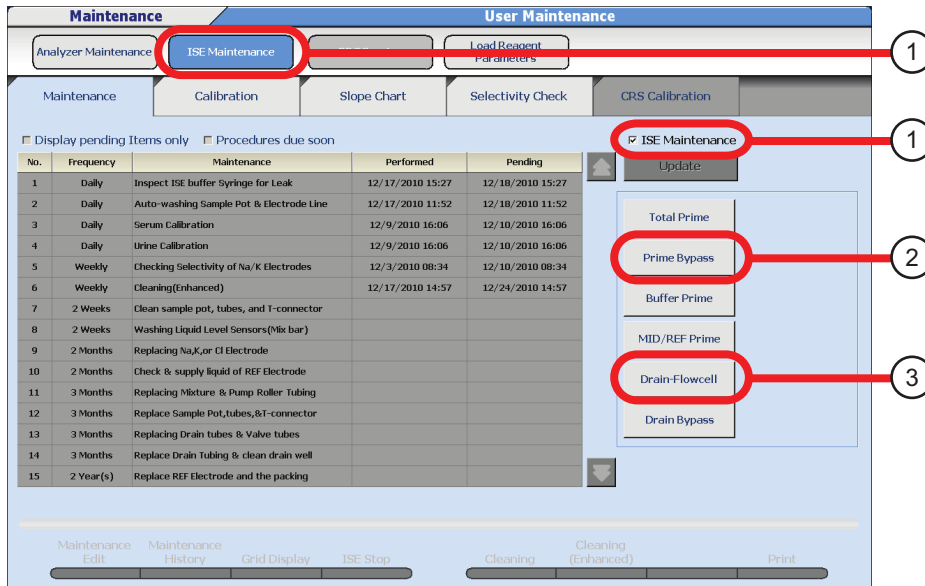 Maintenance User Maintenance
Analyzer Maintenance ISE Maintenance Load Reagent Parameters
1
Maintenance Calibration Slope Chart Selectivity Check CRS Calibration
Display pending Items only Procedures due soon ISE Maintenance
1
Update
No. Frequency Maintenance Performed Pending
1 Daily Inspect ISE buffer Syringe for Leak 12/17/2010 15:27 12/18/2010 15:27
2 Daily Auto-washing Sample Pot & Electrode Line 12/17/2010 11:52 12/18/2010 11:52
3 Daily Serum Calibration 12/9/2010 16:06 12/10/2010 16:06
4 Daily Urine Calibration 12/9/2010 16:06 12/10/2010 16:06
5 Weekly Checking Selectivity of Na/K Electrodes 12/3/2010 08:34 12/10/2010 08:34
6 Weekly Cleaning(Enhanced) 12/17/2010 14:57 12/24/2010 14:57
7 2 Weeks Clean sample pot, tubes, and T-connector
8 2 Weeks Washing Liquid Level Sensors(Mix bar)
9 2 Months Replacing Na,K,or Cl Electrode
10 2 Months Check & supply liquid of REF Electrode
11 3 Months Replacing Mixture & Pump Roller Tubing
12 3 Months Replace Sample Pot,tubes,&T-connector
13 3 Months Replacing Drain tubes & Valve tubes
14 3 Months Replace Drain Tubing & clean drain well
15 2 Year(s) Replace REF Electrode and the packing
Total Prime
Prime Bypass
2
Buffer Prime
MID/REF Prime
Drain-Flowcell
3
Drain Bypass
Maintenance Edit Maintenance History Grid Display ISE Stop Cleaning Cleaning (Enhanced) Print